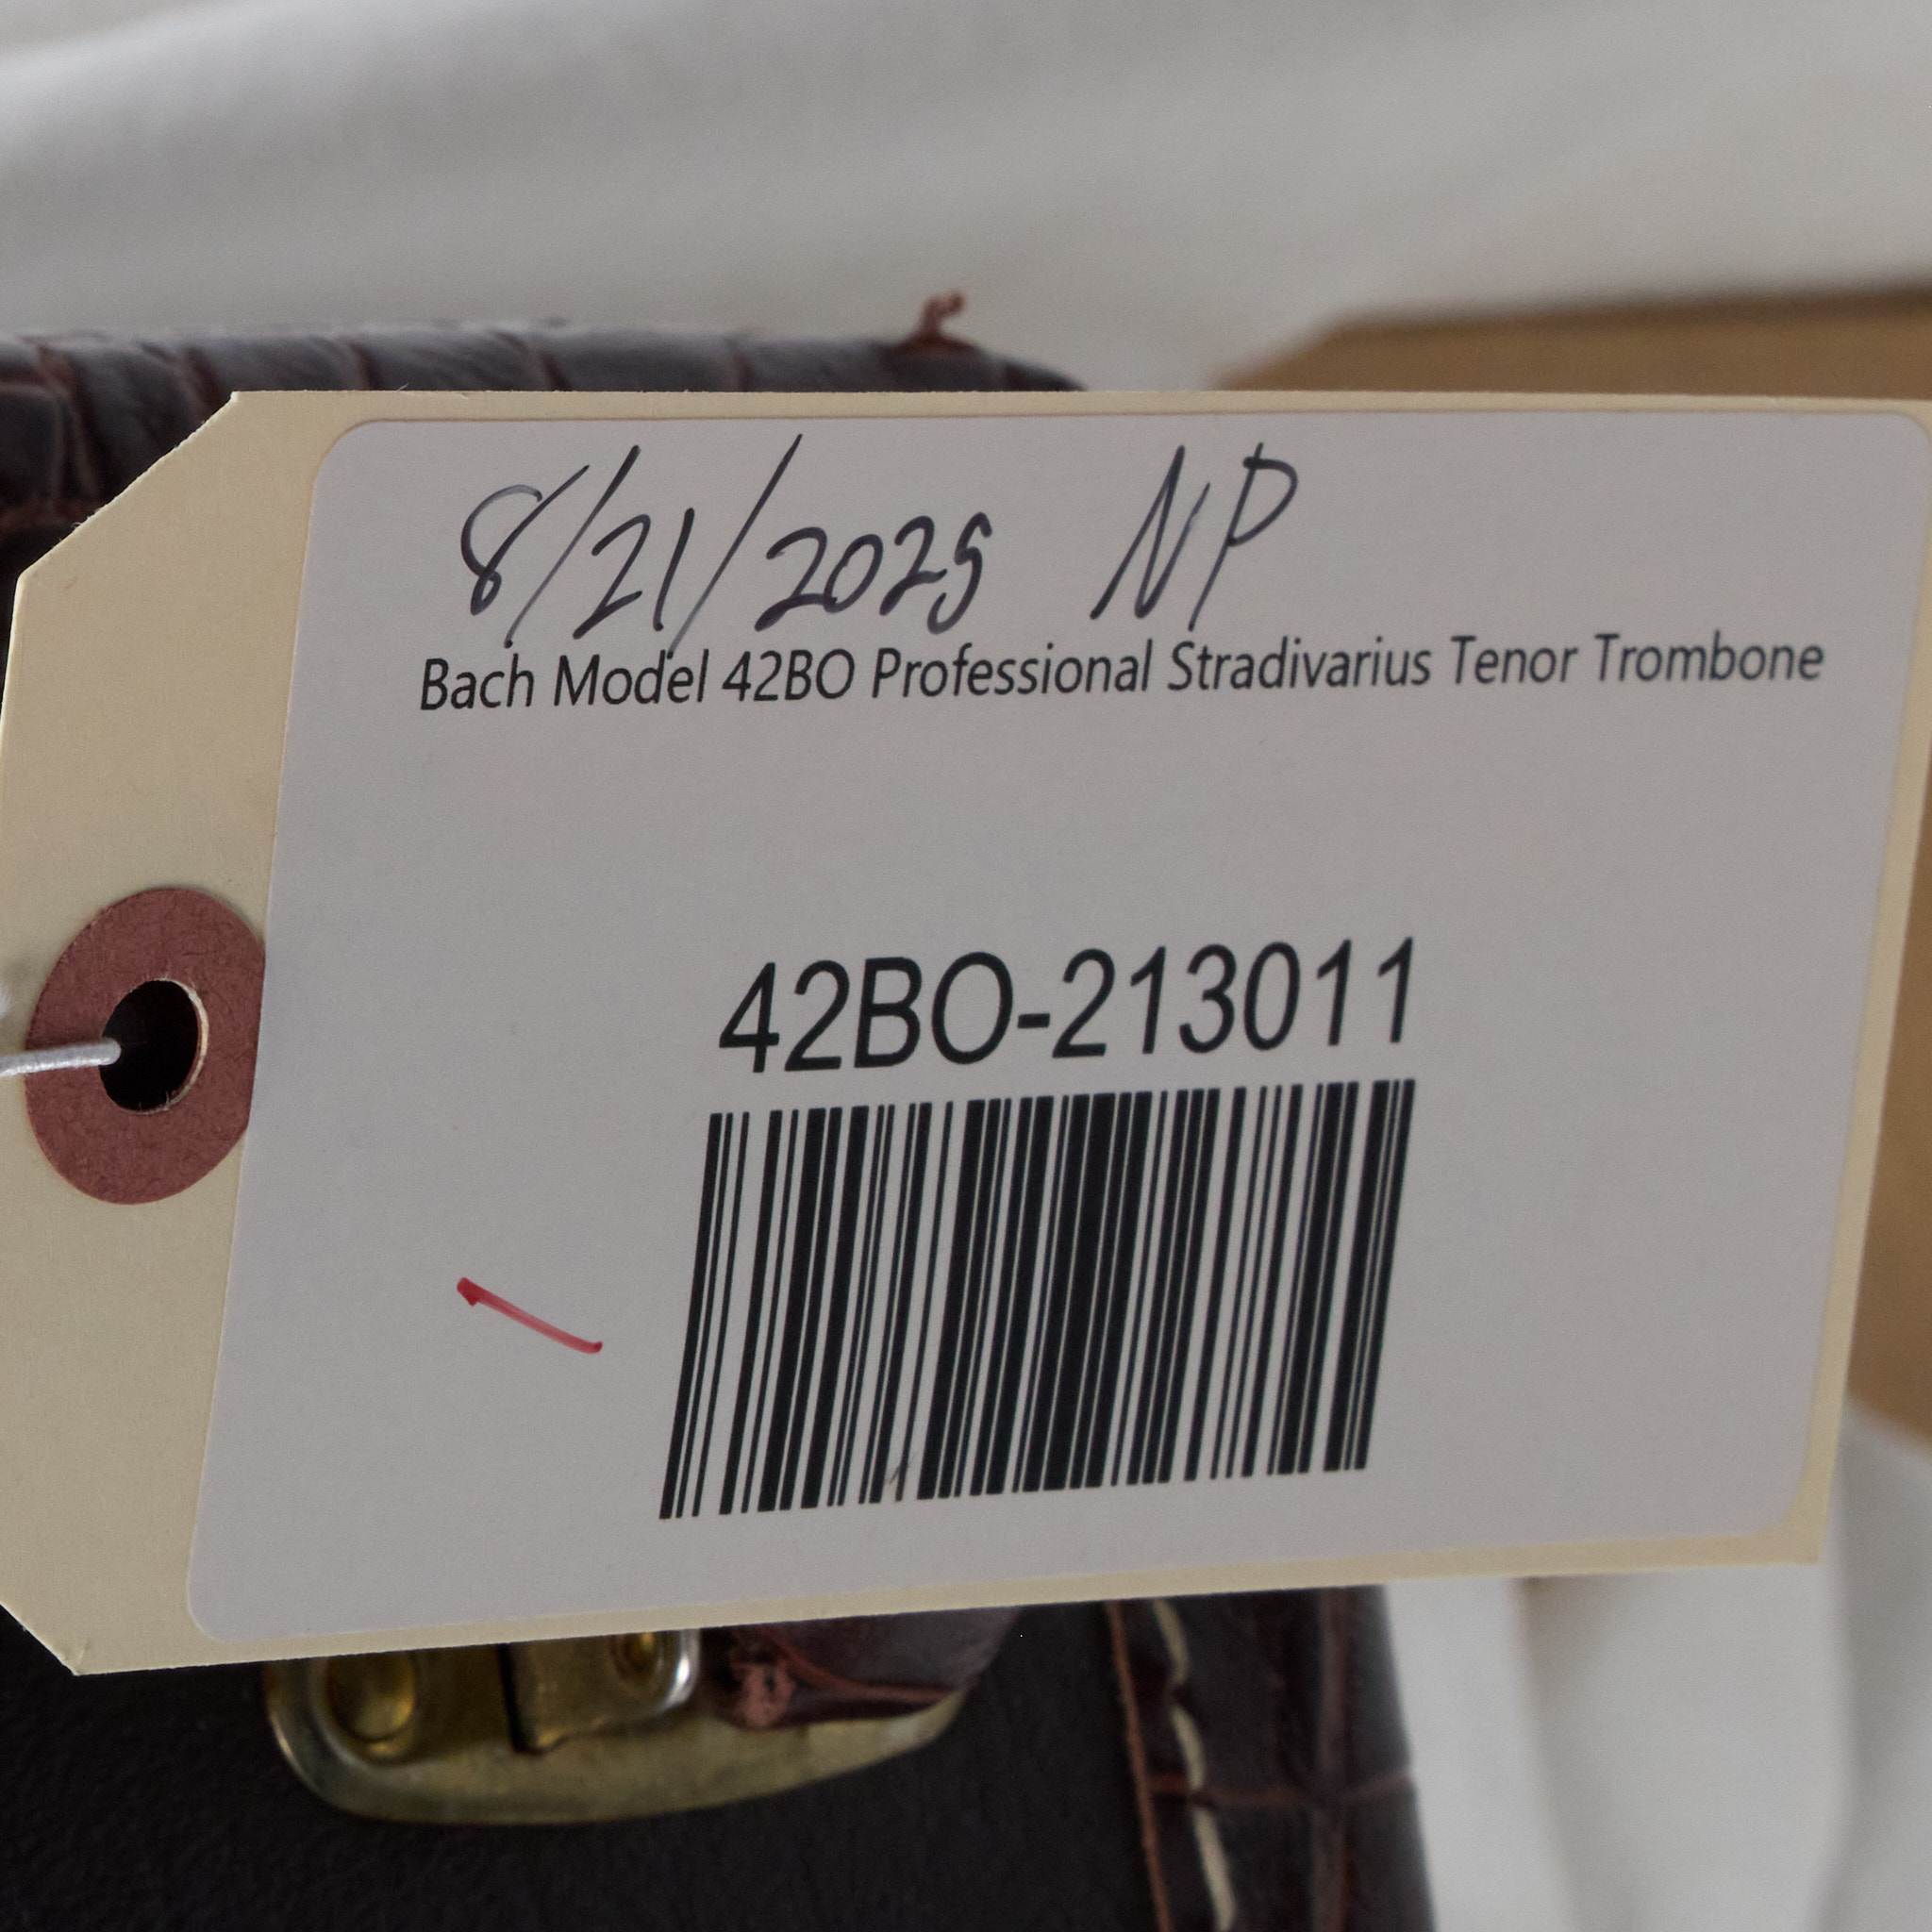 8/21/2025 NP
Bach Model 42BO Professional Stradivarius Tenor Trombone
42BO-213011